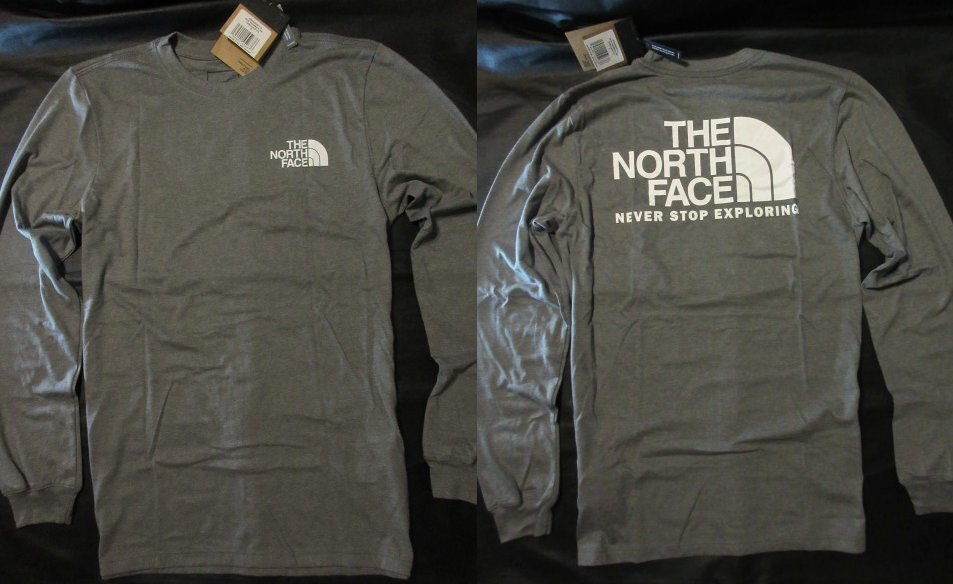 THE
NORTH
FACE
THE
NORTH
FACE
NEVER STOP EXPLORING